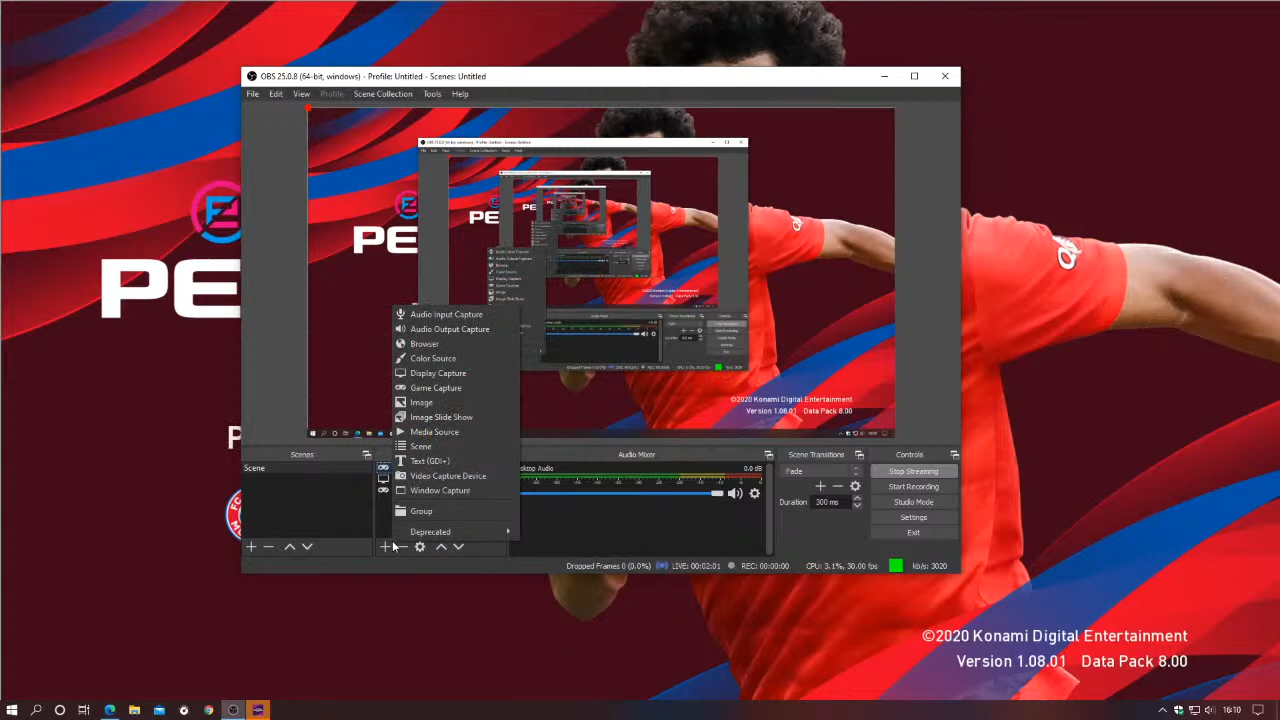 OBS 25.0.8 (64-bit, windows) - Profile: Untitled - Scenes: Untitled
File Edit View Profile Scene Collection Tools Help
PE
PE
PE
©2020 Konami Digital Entertainment
Version 1.08.01 Data Pack 8.00
Audio Input Capture
Audio Output Capture
Browser
Color Source
Display Capture
Game Capture
Image
Image Slide Show
Media Source
Scene
Text (GDI+)
Video Capture Device
Window Capture
Group
Deprecated
Scenes
Scene
Audio Mixer
sktop Audio 0.0 dB
Scene Transitions
Fade
Duration 300 ms
Controls
Stop Streaming
Start Recording
Studio Mode
Settings
Exit
Dropped Frames 0 (0.0%) LIVE: 00:02:01 REC: 00:00:00 CPU: 3.1%, 30.00 fps kb/s: 3020
©2020 Konami Digital Entertainment
Version 1.08.01 Data Pack 8.00
16:10